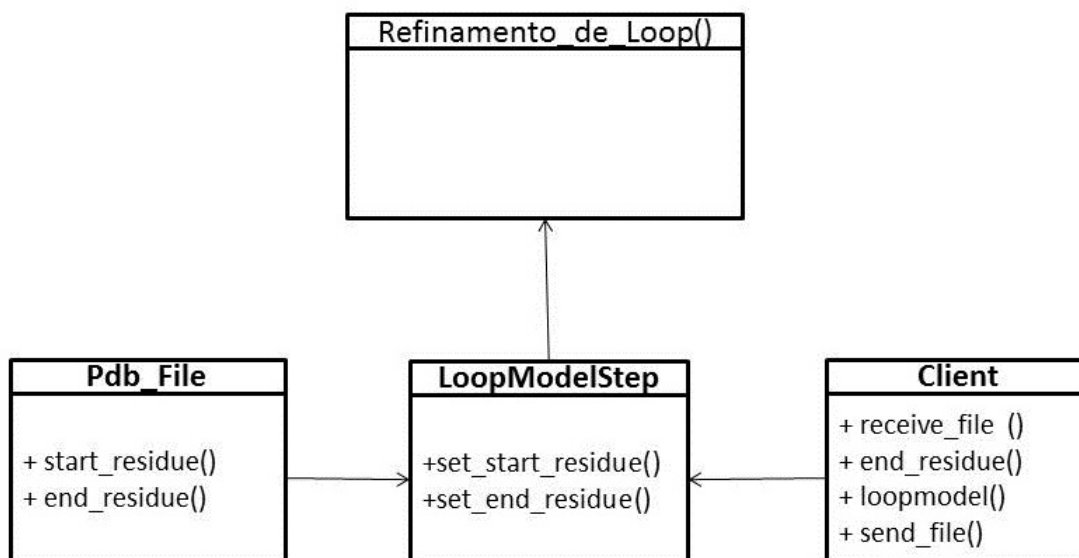 Refinamento_de_Loop()
Pdb_File
+ start_residue()
+ end_residue()
LoopModelStep
+set_start_residue()
+set_end_residue()
Client
+ receive_file ()
+ end_residue()
+ loopmodel()
+ send_file()